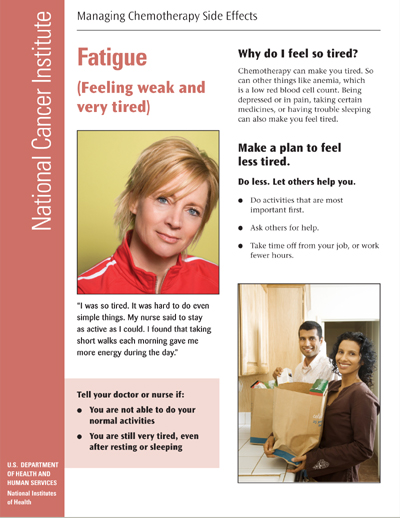 National Cancer Institute
Managing Chemotherapy Side Effects
Fatigue
(Feeling weak and
very tired)
"I was so tired. It was hard to do even
simple things. My nurse said to stay
as active as I could. I found that taking
short walks each morning gave me
more energy during the day."
Tell your doctor or nurse if:
● You are not able to do your
normal activities
● You are still very tired, even
after resting or sleeping
Why do I feel so tired?
Chemotherapy can make you tired. So
can other things like anemia, which
is a low red blood cell count. Being
depressed or in pain, taking certain
medicines, or having trouble sleeping
can also make you feel tired.
Make a plan to feel
less tired.
Do less. Let others help you.
● Do activities that are most
important first.
● Ask others for help.
● Take time off from your job, or work
fewer hours.
U.S. DEPARTMENT
OF HEALTH AND
HUMAN SERVICES
National Institutes
of Health